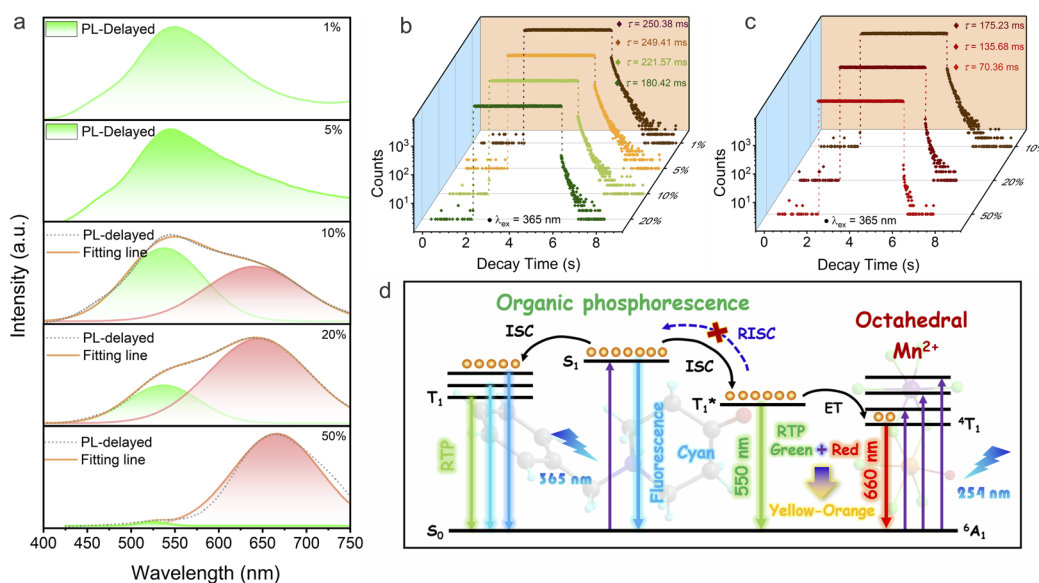 a
PL-Delayed
1%
PL-Delayed
5%
PL-delayed
Fitting line
10%
PL-delayed
Fitting line
20%
PL-delayed
Fitting line
50%
Intensity (a.u.)
400 450 500 550 600 650 700 750
Wavelength (nm)
b
τ = 250.38 ms
τ = 249.41 ms
τ = 221.57 ms
τ = 180.42 ms
10³
10²
10¹
Counts
1%
5%
10%
20%
λex = 365 nm
0 2 4 6 8
Decay Time (s)
c
τ = 175.23 ms
τ = 135.68 ms
τ = 70.36 ms
10³
10²
10¹
Counts
10%
20%
50%
λex = 365 nm
0 2 4 6 8
Decay Time (s)
d
Organic phosphorescence
Octahedral
Mn²⁺
ISC
S₁
ISC
RISC
T₁
T₁*
ET
⁴T₁
RTP
365 nm
Fluorescence
Cyan
550 nm
RTP
Green + Red
Yellow-Orange
660 nm
254 nm
S₀
⁶A₁